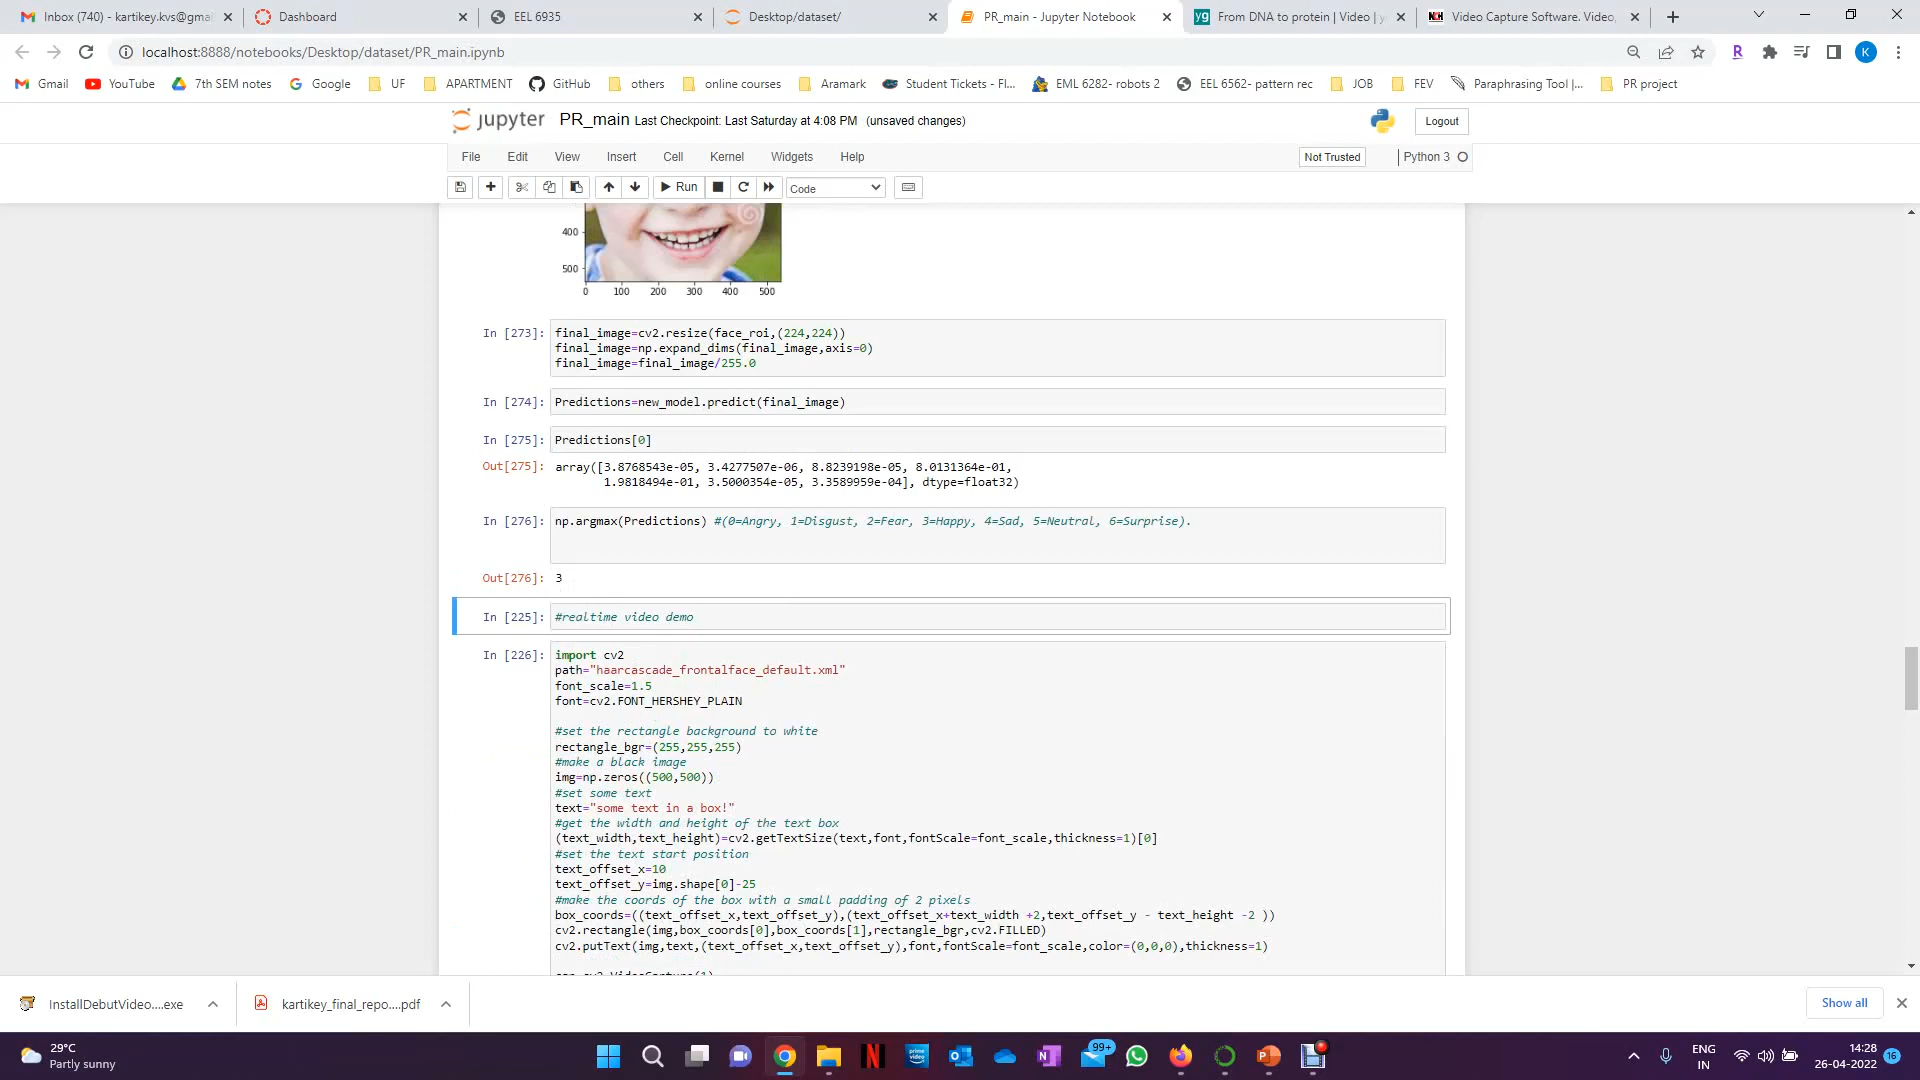 Inbox (740) - kartikey.kvs@gma
Dashboard
EEL 6935
Desktop/dataset/
PR_main - Jupyter Notebook
From DNA to protein | Video | y
Video Capture Software. Video,
localhost:8888/notebooks/Desktop/dataset/PR_main.ipynb
R
K
Gmail
YouTube
7th SEM notes
Google
UF
APARTMENT
GitHub
others
online courses
Aramark
Student Tickets - Fl...
EML 6282- robots 2
EEL 6562- pattern rec
JOB
FEV
Paraphrasing Tool |...
PR project
jupyter PR_main Last Checkpoint: Last Saturday at 4:08 PM (unsaved changes)
Logout
File Edit View Insert Cell Kernel Widgets Help
Not Trusted
Python 3
Run
Code
400
500
0 100 200 300 400 500
In [273]: final_image=cv2.resize(face_roi,(224,224))
final_image=np.expand_dims(final_image,axis=0)
final_image=final_image/255.0
In [274]: Predictions=new_model.predict(final_image)
In [275]: Predictions[0]
Out[275]: array([3.8768543e-05, 3.4277507e-06, 8.8239198e-05, 8.0131364e-01,
1.9818494e-01, 3.5000354e-05, 3.3589959e-04], dtype=float32)
In [276]: np.argmax(Predictions) #(0=Angry, 1=Disgust, 2=Fear, 3=Happy, 4=Sad, 5=Neutral, 6=Surprise).
Out[276]: 3
In [225]: #realtime video demo
In [226]: import cv2
path="haarcascade_frontalface_default.xml"
font_scale=1.5
font=cv2.FONT_HERSHEY_PLAIN
#set the rectangle background to white
rectangle_bgr=(255,255,255)
#make a black image
img=np.zeros((500,500))
#set some text
text="some text in a box!"
#get the width and height of the text box
(text_width,text_height)=cv2.getTextSize(text,font,fontScale=font_scale,thickness=1)[0]
#set the text start position
text_offset_x=10
text_offset_y=img.shape[0]-25
#make the coords of the box with a small padding of 2 pixels
box_coords=((text_offset_x,text_offset_y),(text_offset_x+text_width +2,text_offset_y - text_height -2 ))
cv2.rectangle(img,box_coords[0],box_coords[1],rectangle_bgr,cv2.FILLED)
cv2.putText(img,text,(text_offset_x,text_offset_y),font,fontScale=font_scale,color=(0,0,0),thickness=1)
InstallDebutVideo....exe
kartikey_final_repo....pdf
Show all
29°C
Partly sunny
99+
ENG
IN
14:28
26-04-2022
16